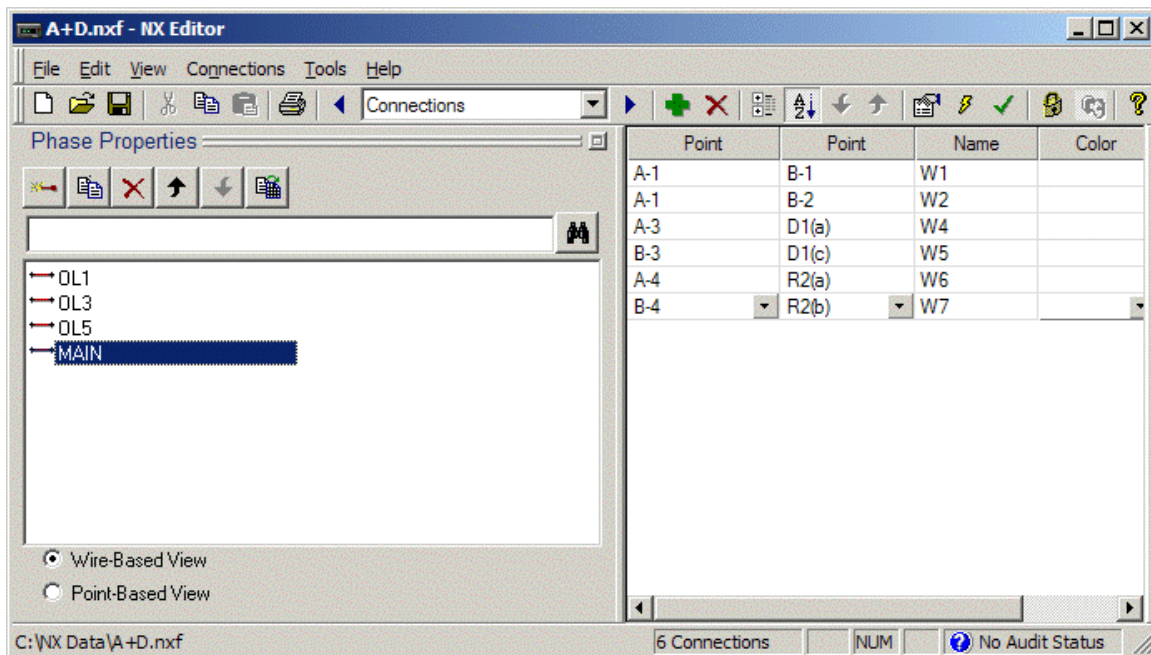 A+D.nxf - NX Editor
File Edit View Connections Tools Help
Connections
Phase Properties
Point Point Name Color
A-1 B-1 W1
A-1 B-2 W2
A-3 D1(a) W4
B-3 D1(c) W5
A-4 R2(a) W6
B-4 R2(b) W7
OL1
OL3
OL5
MAIN
Wire-Based View
Point-Based View
C:\NX Data\A+D.nxf 6 Connections NUM No Audit Status